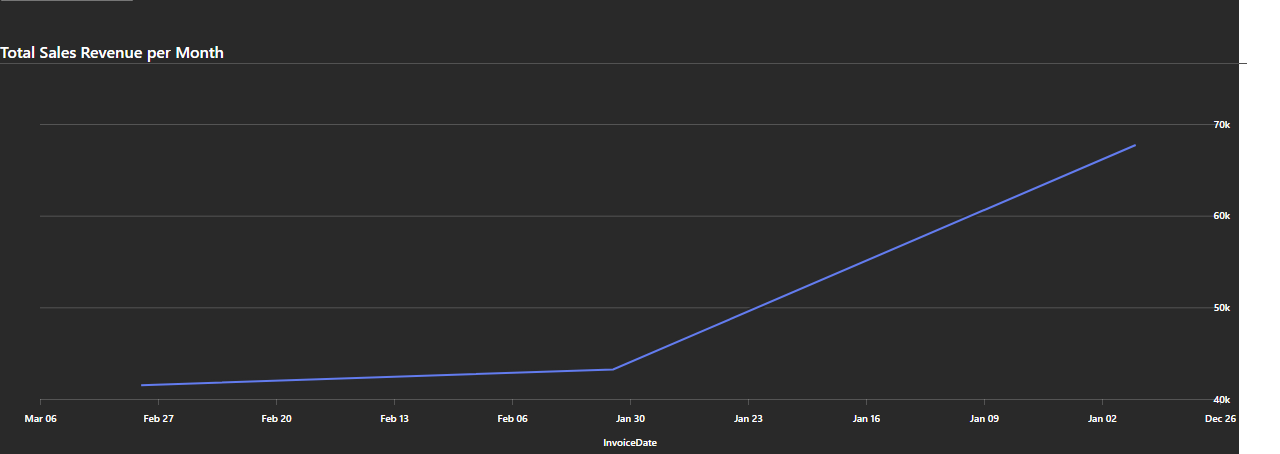 Total Sales Revenue per Month
70k
60k
50k
40k
Mar 06 Feb 27 Feb 20 Feb 13 Feb 06 Jan 30 Jan 23 Jan 16 Jan 09 Jan 02 Dec 26
InvoiceDate